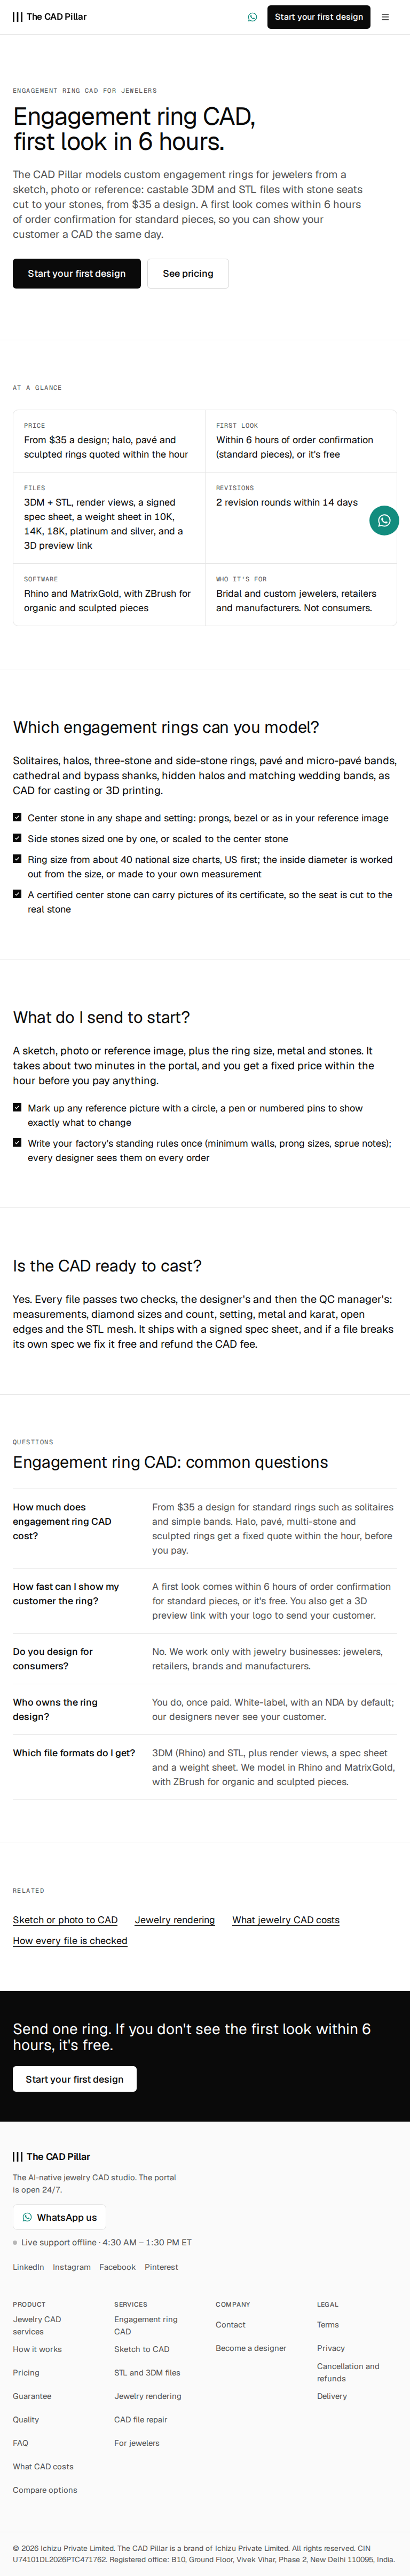 The CAD Pillar
Start your first design
ENGAGEMENT RING CAD FOR JEWELERS
Engagement ring CAD,
first look in 6 hours.
The CAD Pillar models custom engagement rings for jewelers from a
sketch, photo or reference: castable 3DM and STL files with stone seats
cut to your stones, from $35 a design. A first look comes within 6 hours
of order confirmation for standard pieces, so you can show your
customer a CAD the same day.
Start your first design
See pricing
AT A GLANCE
PRICE
From $35 a design; halo, pavé and
sculpted rings quoted within the hour
FIRST LOOK
Within 6 hours of order confirmation
(standard pieces), or it's free
FILES
3DM + STL, render views, a signed
spec sheet, a weight sheet in 10K,
14K, 18K, platinum and silver, and a
3D preview link
REVISIONS
2 revision rounds within 14 days
SOFTWARE
Rhino and MatrixGold, with ZBrush for
organic and sculpted pieces
WHO IT'S FOR
Bridal and custom jewelers, retailers
and manufacturers. Not consumers.
Which engagement rings can you model?
Solitaires, halos, three-stone and side-stone rings, pavé and micro-pavé bands,
cathedral and bypass shanks, hidden halos and matching wedding bands, as
CAD for casting or 3D printing.
Center stone in any shape and setting: prongs, bezel or as in your reference image
Side stones sized one by one, or scaled to the center stone
Ring size from about 40 national size charts, US first; the inside diameter is worked
out from the size, or made to your own measurement
A certified center stone can carry pictures of its certificate, so the seat is cut to the
real stone
What do I send to start?
A sketch, photo or reference image, plus the ring size, metal and stones. It
takes about two minutes in the portal, and you get a fixed price within the
hour before you pay anything.
Mark up any reference picture with a circle, a pen or numbered pins to show
exactly what to change
Write your factory's standing rules once (minimum walls, prong sizes, sprue notes);
every designer sees them on every order
Is the CAD ready to cast?
Yes. Every file passes two checks, the designer's and then the QC manager's:
measurements, diamond sizes and count, setting, metal and karat, open
edges and the STL mesh. It ships with a signed spec sheet, and if a file breaks
its own spec we fix it free and refund the CAD fee.
QUESTIONS
Engagement ring CAD: common questions
How much does
engagement ring CAD
cost?
From $35 a design for standard rings such as solitaires
and simple bands. Halo, pavé, multi-stone and
sculpted rings get a fixed quote within the hour, before
you pay.
How fast can I show my
customer the ring?
A first look comes within 6 hours of order confirmation
for standard pieces, or it's free. You also get a 3D
preview link with your logo to send your customer.
Do you design for
consumers?
No. We work only with jewelry businesses: jewelers,
retailers, brands and manufacturers.
Who owns the ring
design?
You do, once paid. White-label, with an NDA by default;
our designers never see your customer.
Which file formats do I get?
3DM (Rhino) and STL, plus render views, a spec sheet
and a weight sheet. We model in Rhino and MatrixGold,
with ZBrush for organic and sculpted pieces.
RELATED
Sketch or photo to CAD
Jewelry rendering
What jewelry CAD costs
How every file is checked
Send one ring. If you don't see the first look within 6
hours, it's free.
Start your first design
The CAD Pillar
The AI-native jewelry CAD studio. The portal
is open 24/7.
WhatsApp us
Live support offline · 4:30 AM – 1:30 PM ET
LinkedIn Instagram Facebook Pinterest
PRODUCT
Jewelry CAD
services
How it works
Pricing
Guarantee
Quality
FAQ
What CAD costs
Compare options
SERVICES
Engagement ring
CAD
Sketch to CAD
STL and 3DM files
Jewelry rendering
CAD file repair
For jewelers
COMPANY
Contact
Become a designer
LEGAL
Terms
Privacy
Cancellation and
refunds
Delivery
© 2026 Ichizu Private Limited. The CAD Pillar is a brand of Ichizu Private Limited. All rights reserved. CIN
U74101DL2026PTC471762. Registered office: B10, Ground Floor, Vivek Vihar, Phase 2, New Delhi 110095, India.